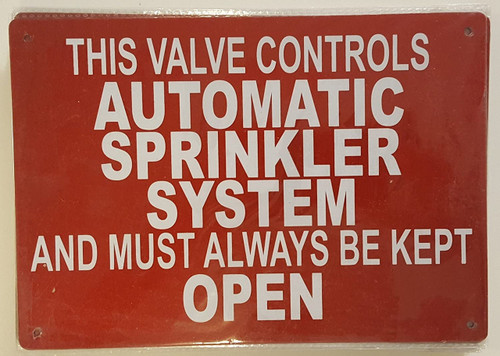 THIS VALVE CONTROLS
AUTOMATIC
SPRINKLER
SYSTEM
AND MUST ALWAYS BE KEPT
OPEN